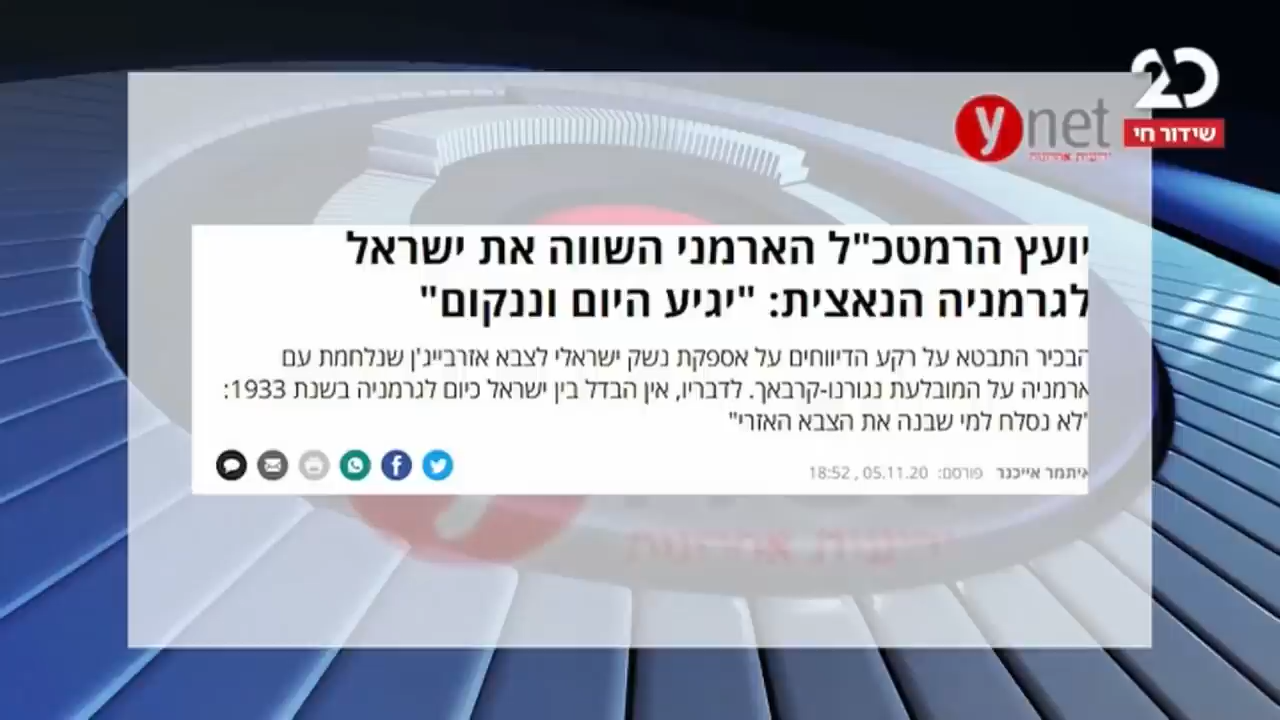 20
שידור חי
ynet
ידיעות אחרונות
יועץ הרמטכ"ל הארמני השווה את ישראל
לגרמניה הנאצית: "יגיע היום וננקום"
הבכיר התבטא על רקע הדיווחים על אספקת נשק ישראלי לצבא אזרבייג'ן שנלחמת עם
ארמניה על המובלעת נגורנו-קרבאך. לדבריו, אין הבדל בין ישראל כיום לגרמניה בשנת 1933:
"לא נסלח למי שבנה את הצבא האזרי"
איתמר אייכנר פורסם: 05.11.20 , 18:52
ידיעות אחרונות